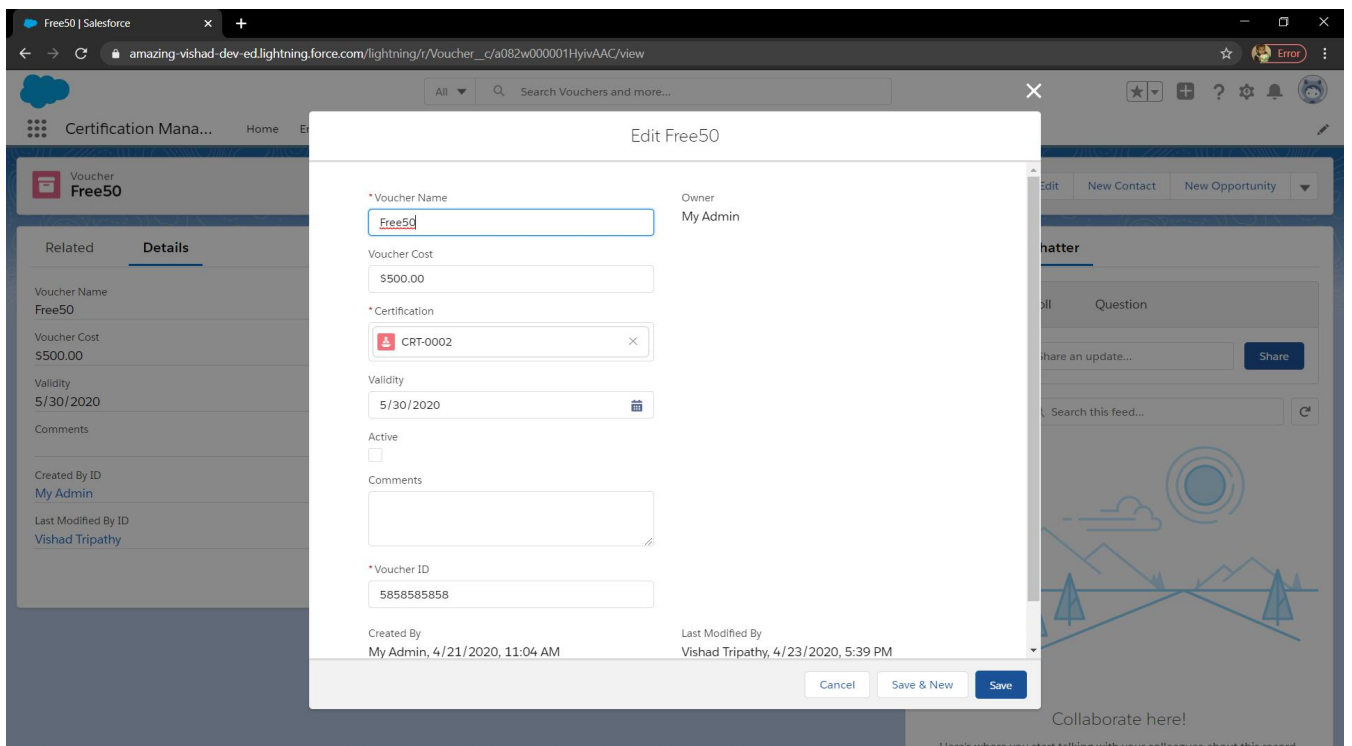 Free50 | Salesforce
amazing-vishad-dev-ed.lightning.force.com/lightning/r/Voucher__c/a082w000001HyivAAC/view
Error
All
Search Vouchers and more...
Certification Mana...
Home
Voucher
Free50
Edit
New Contact
New Opportunity
Related
Details
Voucher Name
Free50
Voucher Cost
$500.00
Validity
5/30/2020
Comments
Created By ID
My Admin
Last Modified By ID
Vishad Tripathy
Edit Free50
*Voucher Name
Free50
Owner
My Admin
Voucher Cost
$500.00
*Certification
CRT-0002
Validity
5/30/2020
Active
Comments
*Voucher ID
5858585858
Created By
My Admin, 4/21/2020, 11:04 AM
Last Modified By
Vishad Tripathy, 4/23/2020, 5:39 PM
Cancel
Save & New
Save
hatter
oll
Question
Share an update...
Share
Search this feed...
Collaborate here!